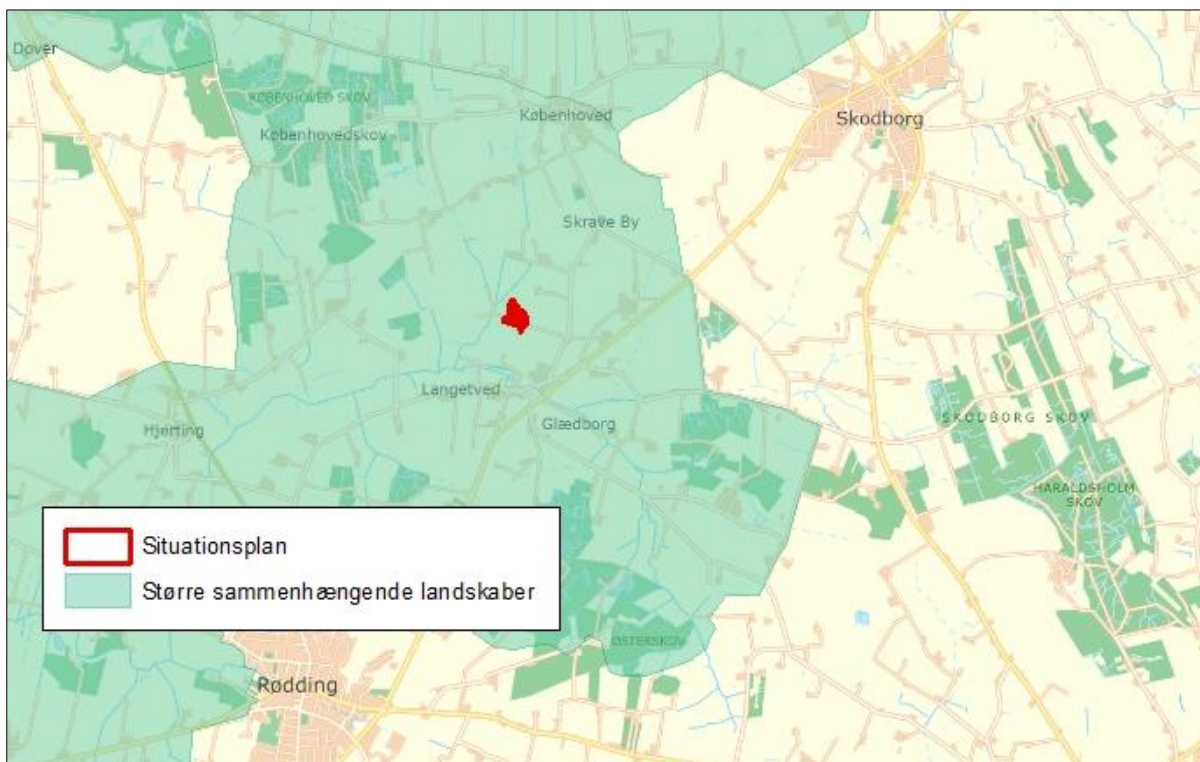 Dover
KØBENHOVED SKOV
Københoved
Københovedskov
Skodborg
Skrave By
Langetved
Hjerting
Glædborg
SKODBORG SKOV
HARALDSHOLM
SKOV
Situationsplan
Større sammenhængende landskaber
ØSTERSKOV
Rødding